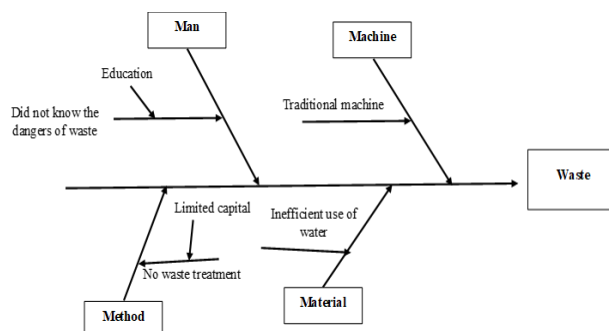 Man
Machine
Education
Did not know the
dangers of waste
Traditional machine
Waste
Limited capital
Inefficient use of
water
No waste treatment
Method
Material